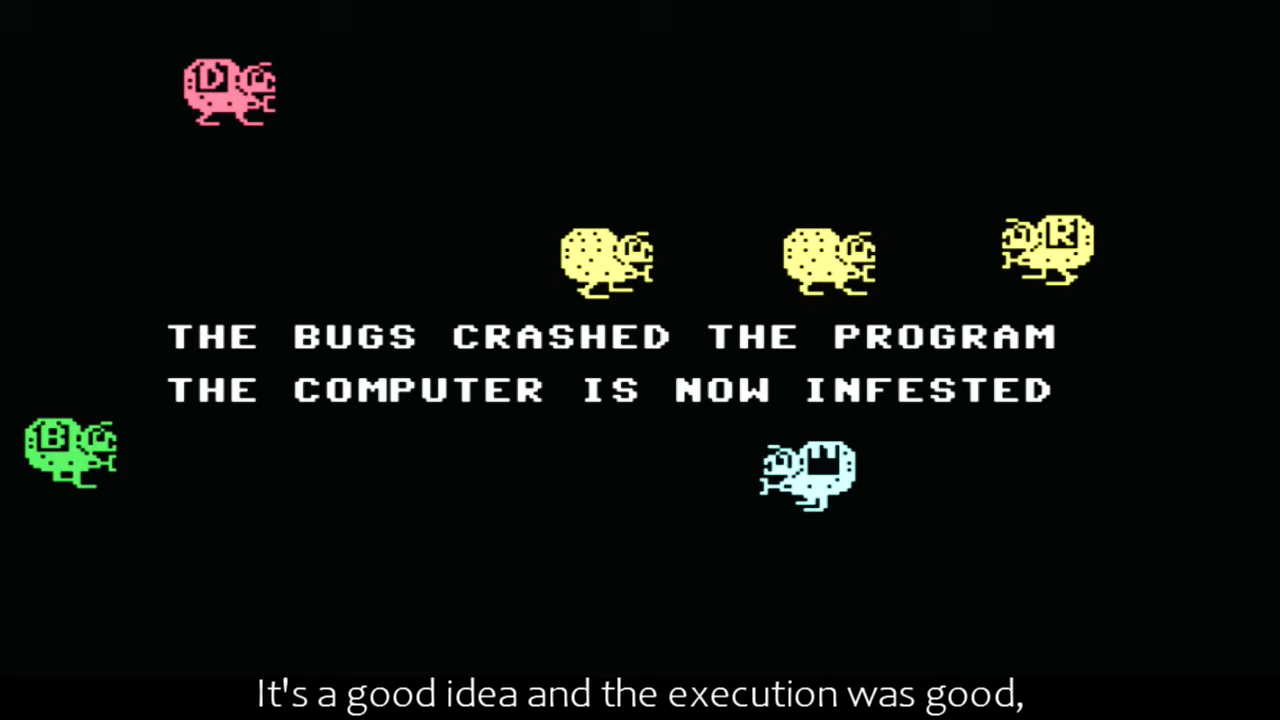 D
R
THE BUGS CRASHED THE PROGRAM
THE COMPUTER IS NOW INFESTED
B
It's a good idea and the execution was good,